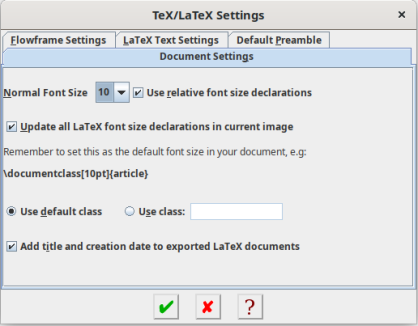 TeX/LaTeX Settings
Flowframe Settings LaTeX Text Settings Default Preamble
Document Settings
Normal Font Size 10 Use relative font size declarations
Update all LaTeX font size declarations in current image
Remember to set this as the default font size in your document, e.g:
\documentclass[10pt]{article}
Use default class Use class:
Add title and creation date to exported LaTeX documents
?